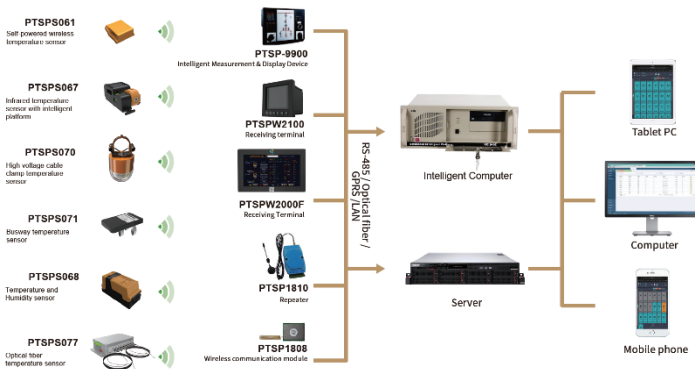 PTSPS061
Self powered wireless
temperature sensor
PTSPS067
Infrared temperature
sensor with intelligent
platform
PTSPS070
High voltage cable
clamp temperature
sensor
PTSPS071
Busway temperature
sensor
PTSPS068
Temperature and
Humidity sensor
PTSPS077
Optical fiber
temperature sensor
PTSP-9900
Intelligent Measurement & Display Device
PTSPW2100
Receiving terminal
PTSPW2000F
Receiving Terminal
PTSP1810
Repeater
PTSP1808
Wireless communication module
RS-485 / Optical fiber /
GPRS /LAN
Intelligent Computer
Server
Tablet PC
Computer
Mobile phone